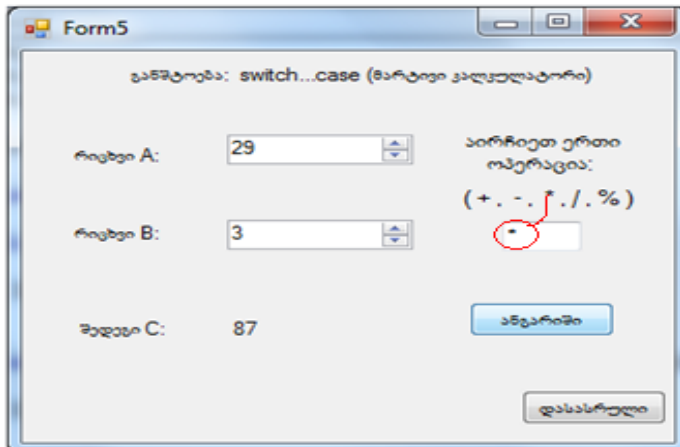 Form5
განშტოება: switch...case (მარტივი კალკულატორი)
რიცხვი A:
29
აირჩიეთ ერთი
ოპერაცია:
(+. -. *./.%)
რიცხვი B:
3
*
შედეგი C:
87
ანგარიში
დასასრული